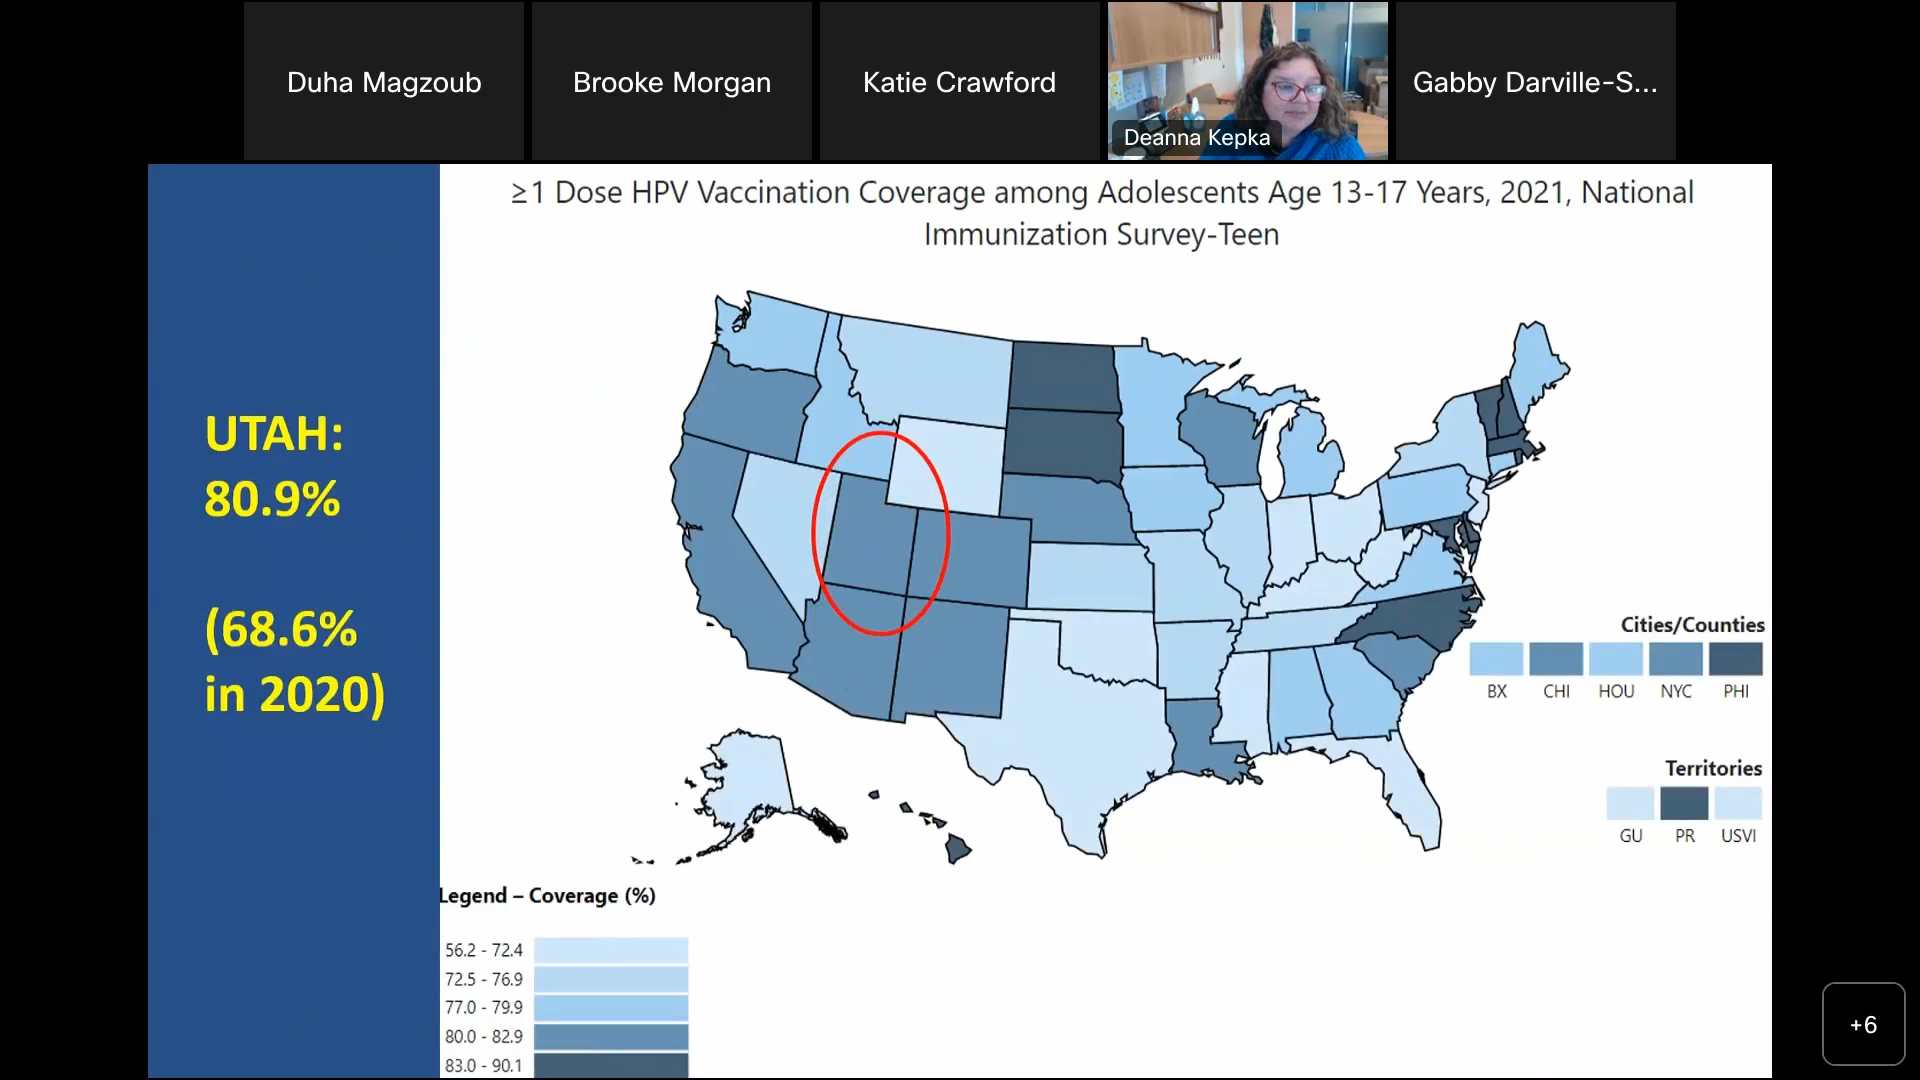 Duha Magzoub
Brooke Morgan
Katie Crawford
Deanna Kepka
Gabby Darville-S...
≥1 Dose HPV Vaccination Coverage among Adolescents Age 13-17 Years, 2021, National
Immunization Survey-Teen
UTAH:
80.9%
(68.6%
in 2020)
Cities/Counties
BX CHI HOU NYC PHI
Territories
GU PR USVI
Legend – Coverage (%)
56.2 - 72.4
72.5 - 76.9
77.0 - 79.9
80.0 - 82.9
83.0 - 90.1
+6